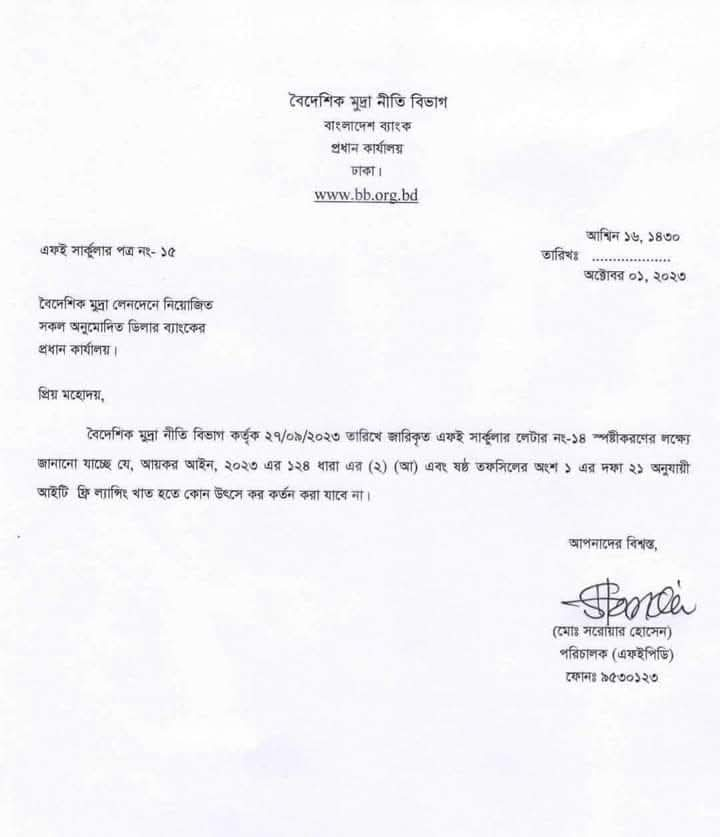 বৈদেশিক মুদ্রা নীতি বিভাগ
বাংলাদেশ ব্যাংক
প্রধান কার্যালয়
ঢাকা।
www.bb.org.bd
আশ্বিন ১৬, ১৪৩০
এফই সার্কুলার পত্র নং- ১৫
তারিখঃ ...................
অক্টোবর ০১, ২০২৩
বৈদেশিক মুদ্রা লেনদেনে নিয়োজিত
সকল অনুমোদিত ডিলার ব্যাংকের
প্রধান কার্যালয়।
প্রিয় মহোদয়,
বৈদেশিক মুদ্রা নীতি বিভাগ কর্তৃক ২৭/০৯/২০২৩ তারিখে জারিকৃত এফই সার্কুলার লেটার নং-১৪ স্পষ্টীকরণের লক্ষ্যে
জানানো যাচ্ছে যে, আয়কর আইন, ২০২৩ এর ১২৪ ধারা এর (২) (আ) এবং ষষ্ঠ তফসিলের অংশ ১ এর দফা ২১ অনুযায়ী
আইটি ফ্রি ল্যান্সিং খাত হতে কোন উৎসে কর কর্তন করা যাবে না।
আপনাদের বিশ্বস্ত,
(মোঃ সরোয়ার হোসেন)
পরিচালক (এফইপিডি)
ফোনঃ ৯৫৩০১২৩